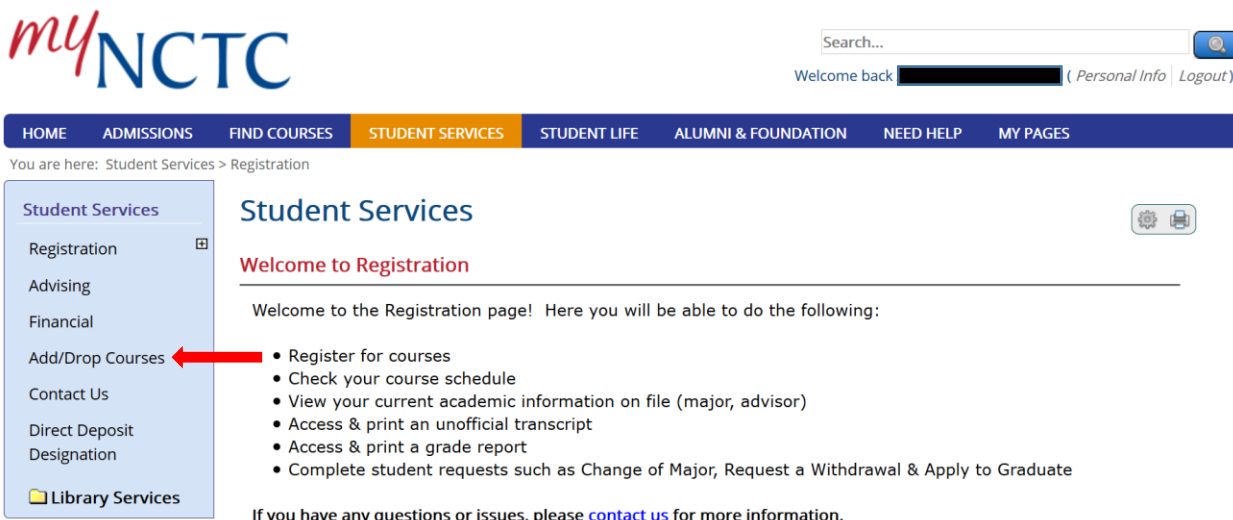 myNCTC
Search...
Welcome back ( Personal Info | Logout )
HOME ADMISSIONS FIND COURSES STUDENT SERVICES STUDENT LIFE ALUMNI & FOUNDATION NEED HELP MY PAGES
You are here: Student Services > Registration
Student Services
Registration
Advising
Financial
Add/Drop Courses
Contact Us
Direct Deposit
Designation
Library Services
Student Services
Welcome to Registration
Welcome to the Registration page! Here you will be able to do the following:
• Register for courses
• Check your course schedule
• View your current academic information on file (major, advisor)
• Access & print an unofficial transcript
• Access & print a grade report
• Complete student requests such as Change of Major, Request a Withdrawal & Apply to Graduate
If you have any questions or issues, please contact us for more information.